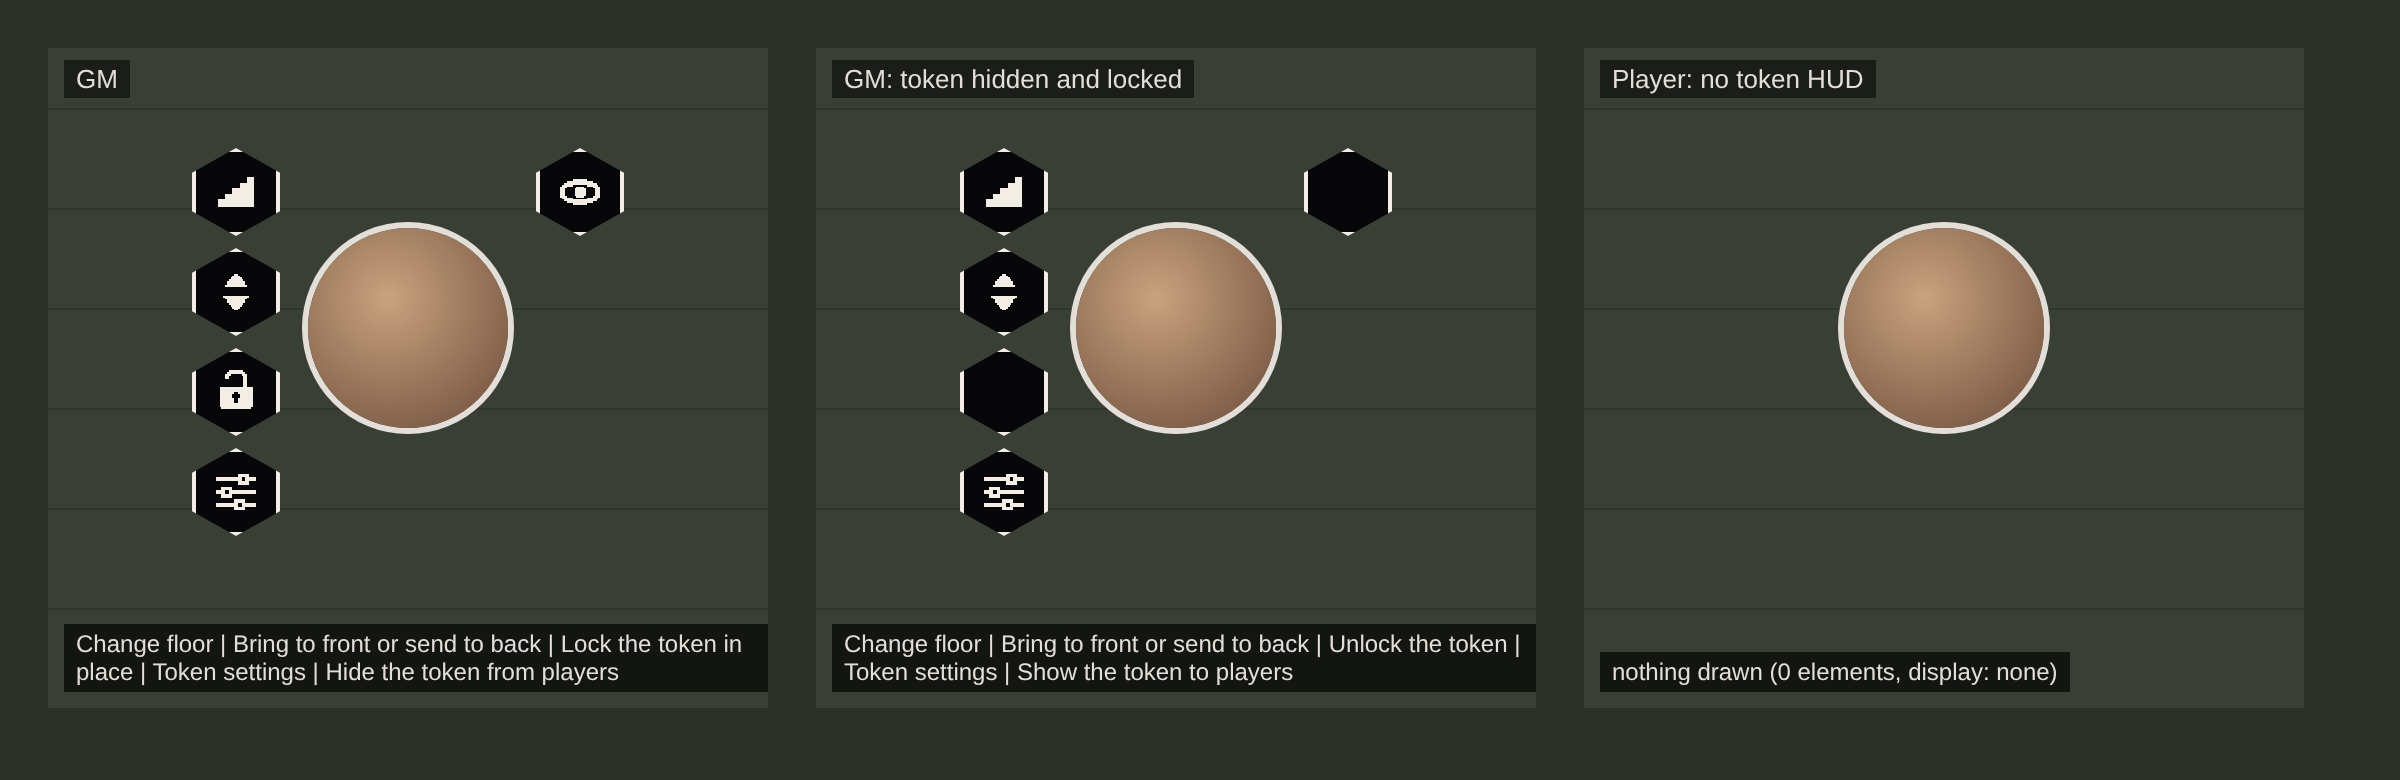 GM
Change floor | Bring to front or send to back | Lock the token in
place | Token settings | Hide the token from players
GM: token hidden and locked
Change floor | Bring to front or send to back | Unlock the token |
Token settings | Show the token to players
Player: no token HUD
nothing drawn (0 elements, display: none)